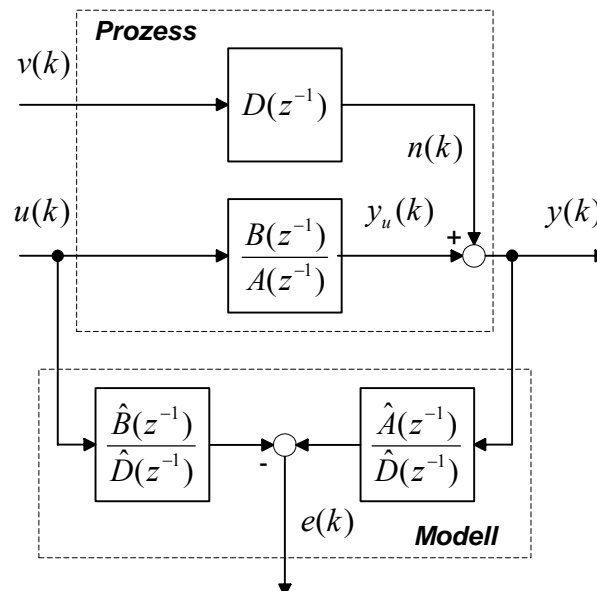 Prozess
v(k)
D(z⁻¹)
n(k)
u(k)
B(z⁻¹)
A(z⁻¹)
y_u(k)
+
y(k)
B̂(z⁻¹)
D̂(z⁻¹)
-
Â(z⁻¹)
D̂(z⁻¹)
e(k)
Modell